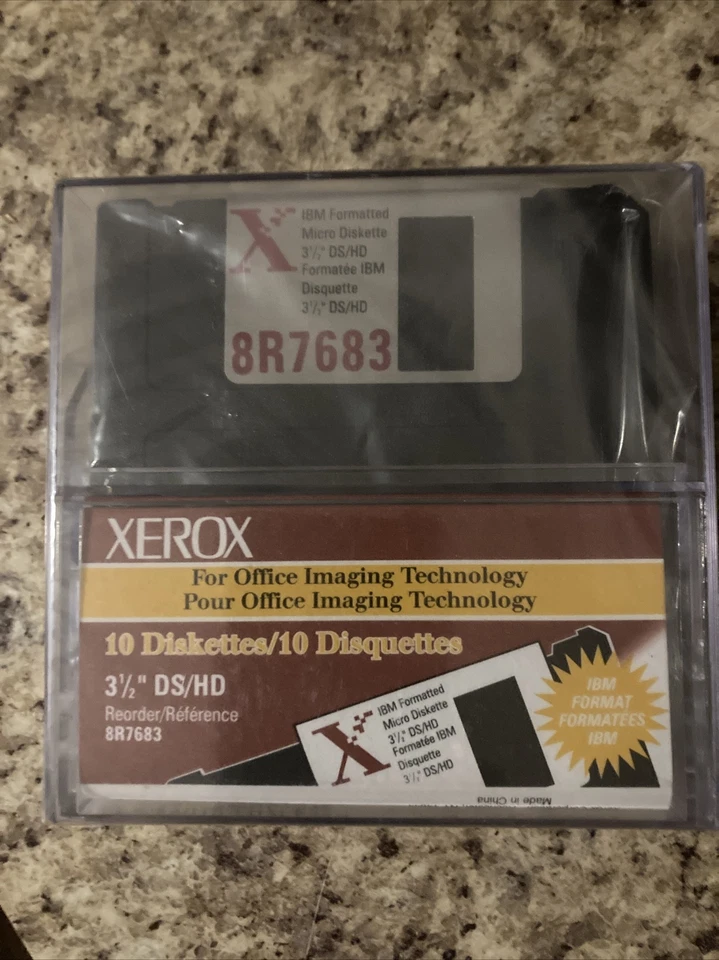 X
IBM Formatted
Micro Diskette
3½" DS/HD
Formatée IBM
Disquette
3½" DS/HD
8R7683
XEROX
For Office Imaging Technology
Pour Office Imaging Technology
10 Diskettes/10 Disquettes
3½" DS/HD
Reorder/Référence
8R7683
X
IBM Formatted
Micro Diskette
3½" DS/HD
Formatée IBM
Disquette
3½" DS/HD
IBM
FORMAT
FORMATÉES
IBM
Made in China